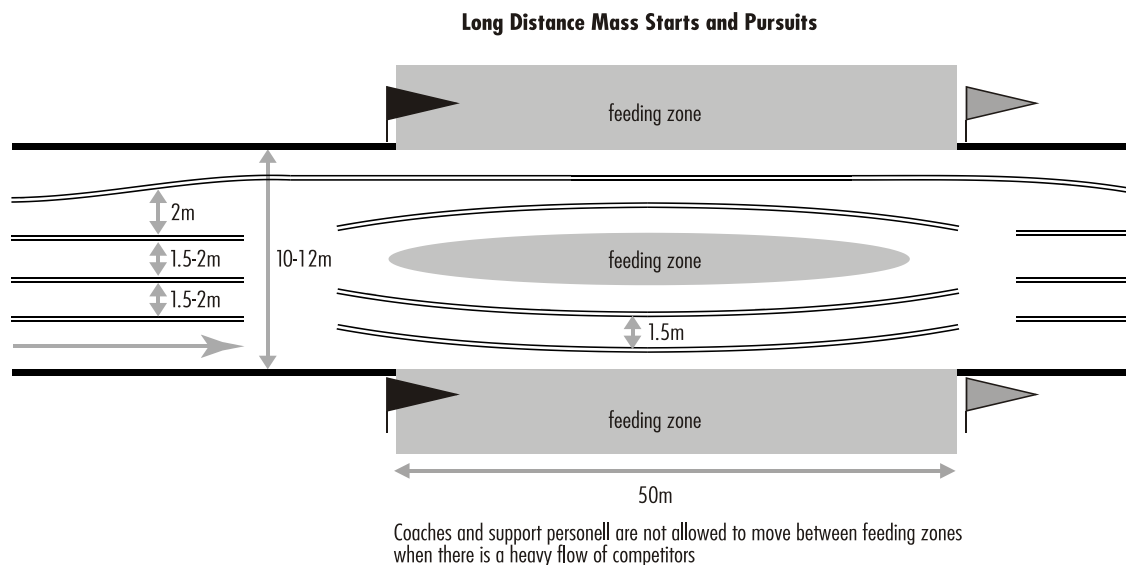 Long Distance Mass Starts and Pursuits
feeding zone
2m
1.5-2m
10-12m
feeding zone
1.5-2m
1.5m
feeding zone
50m
Coaches and support personell are not allowed to move between feeding zones
when there is a heavy flow of competitors